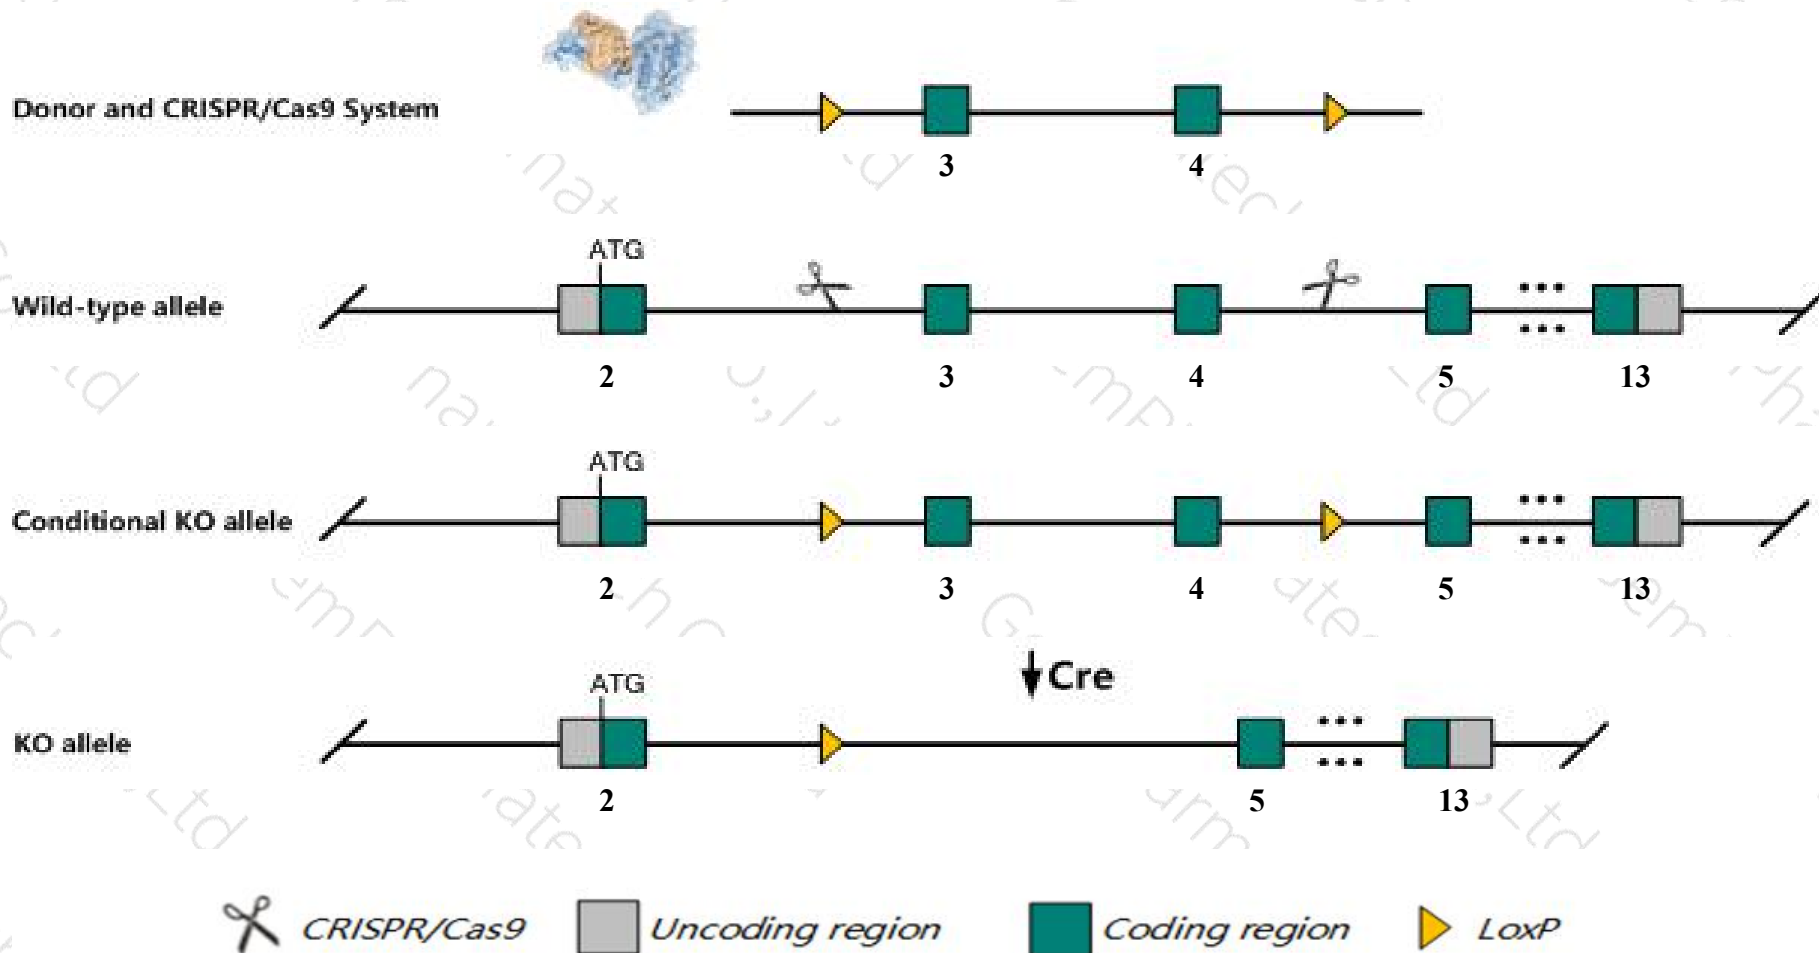 Donor and CRISPR/Cas9 System
3 4
ATG
Wild-type allele
2 3 4 5 13
ATG
Conditional KO allele
2 3 4 5 13
Cre
ATG
KO allele
2 5 13
CRISPR/Cas9 Uncoding region Coding region LoxP